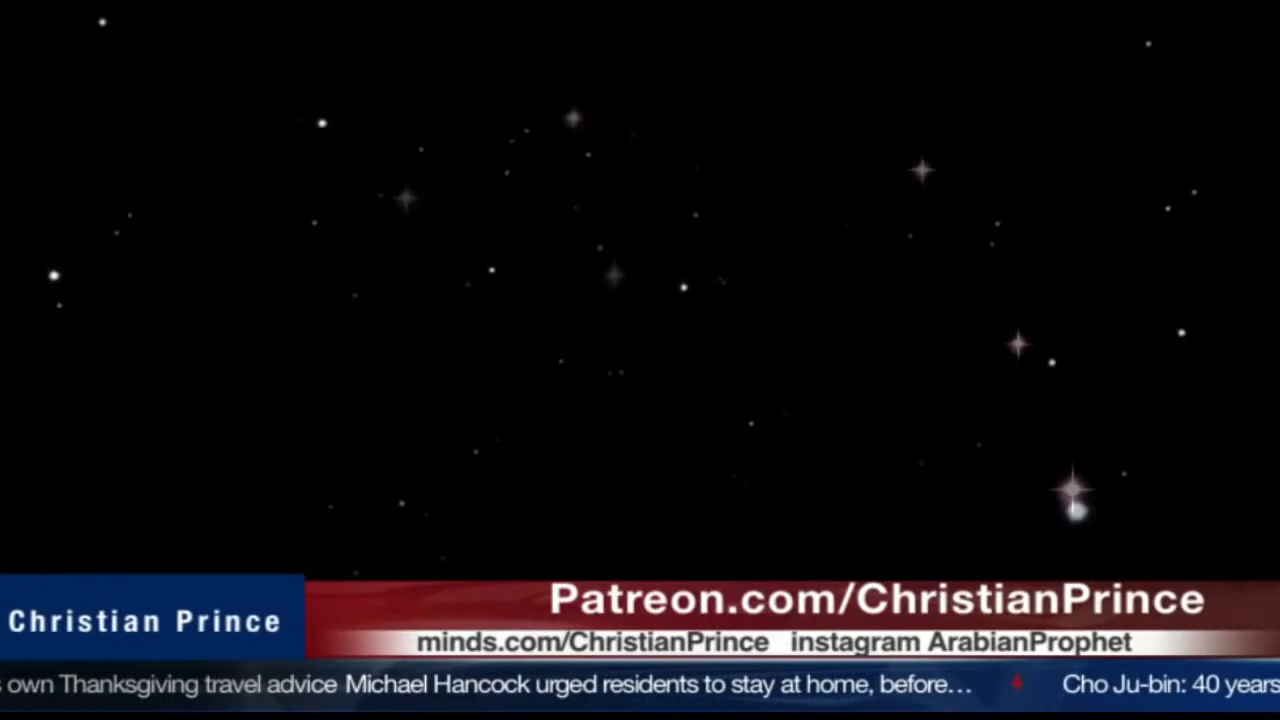 Christian Prince
Patreon.com/ChristianPrince
minds.com/ChristianPrince instagram ArabianProphet
s own Thanksgiving travel advice Michael Hancock urged residents to stay at home, before… Cho Ju-bin: 40 years